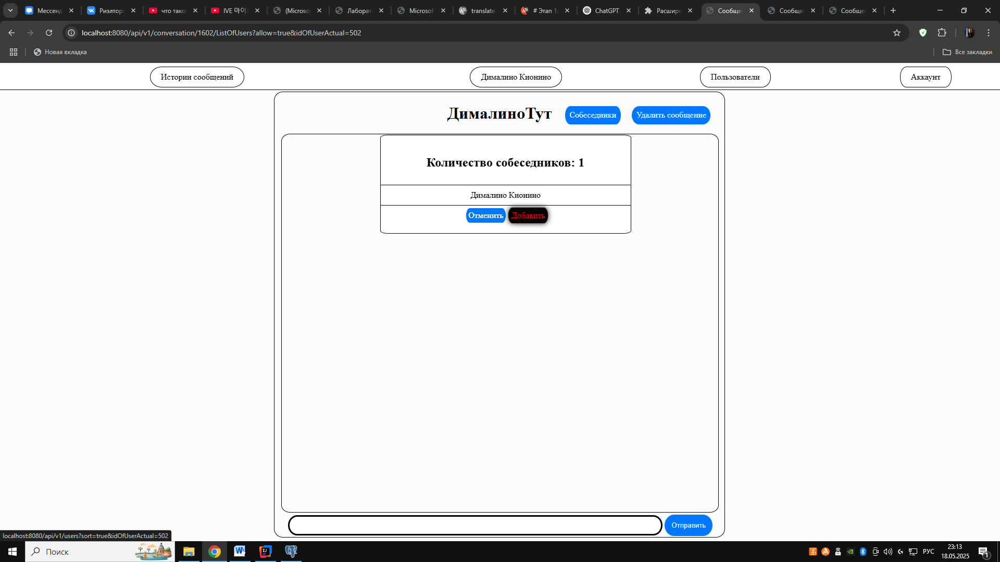 Мессенд
Риэлтор
что тако
IVE 아이
(Microso
Лаборат
Microsof
translate.
# Этап 1:
ChatGPT
Расшире
Сообще
Сообще
Сообще
localhost:8080/api/v1/conversation/1602/ListOfUsers?allow=true&idOfUserActual=502
Новая вкладка
Все закладки
Истории сообщений
Дималино Кионино
Пользователи
Аккаунт
ДималиноТут
Собеседники
Удалить сообщение
Количество собеседников: 1
Дималино Кионино
Отменить
Добавить
Отправить
localhost:8080/api/v1/users?sort=true&idOfUserActual=502
Поиск
РУС
23:13
18.05.2025
1